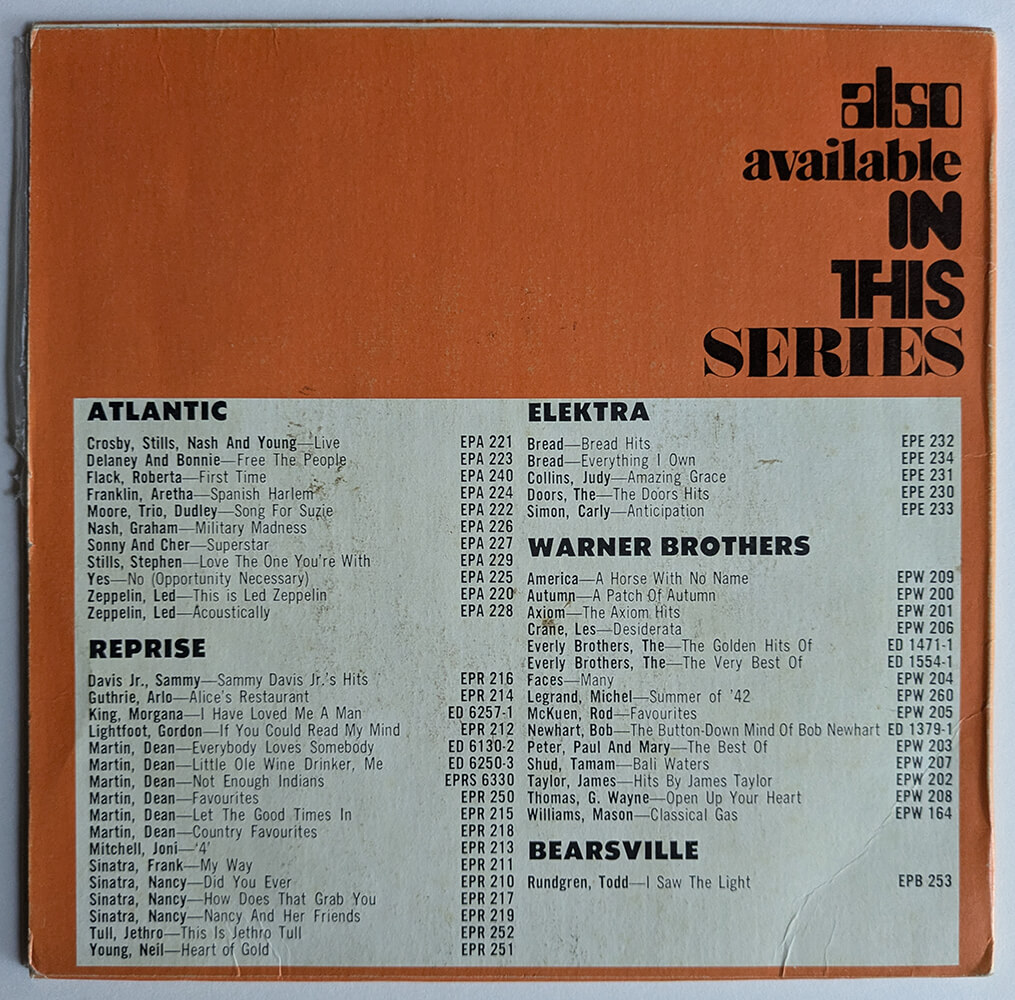 also
available
IN
THIS
SERIES
ATLANTIC
Crosby, Stills, Nash And Young—Live EPA 221
Delaney And Bonnie—Free The People EPA 223
Flack, Roberta—First Time EPA 240
Franklin, Aretha—Spanish Harlem EPA 224
Moore, Trio, Dudley—Song For Suzie EPA 222
Nash, Graham—Military Madness EPA 226
Sonny And Cher—Superstar EPA 227
Stills, Stephen—Love The One You're With EPA 229
Yes—No (Opportunity Necessary) EPA 225
Zeppelin, Led—This is Led Zeppelin EPA 220
Zeppelin, Led—Acoustically EPA 228
REPRISE
Davis Jr., Sammy—Sammy Davis Jr.'s Hits EPR 216
Guthrie, Arlo—Alice's Restaurant EPR 214
King, Morgana—I Have Loved Me A Man ED 6257-1
Lightfoot, Gordon—If You Could Read My Mind EPR 212
Martin, Dean—Everybody Loves Somebody ED 6130-2
Martin, Dean—Little Ole Wine Drinker, Me ED 6250-3
Martin, Dean—Not Enough Indians EPRS 6330
Martin, Dean—Favourites EPR 250
Martin, Dean—Let The Good Times In EPR 215
Martin, Dean—Country Favourites EPR 218
Mitchell, Joni—'4' EPR 213
Sinatra, Frank—My Way EPR 211
Sinatra, Nancy—Did You Ever EPR 210
Sinatra, Nancy—How Does That Grab You EPR 217
Sinatra, Nancy—Nancy And Her Friends EPR 219
Tull, Jethro—This Is Jethro Tull EPR 252
Young, Neil—Heart of Gold EPR 251
ELEKTRA
Bread—Bread Hits EPE 232
Bread—Everything I Own EPE 234
Collins, Judy—Amazing Grace EPE 231
Doors, The—The Doors Hits EPE 230
Simon, Carly—Anticipation EPE 233
WARNER BROTHERS
America—A Horse With No Name EPW 209
Autumn—A Patch Of Autumn EPW 200
Axiom—The Axiom Hits EPW 201
Crane, Les—Desiderata EPW 206
Everly Brothers, The—The Golden Hits Of ED 1471-1
Everly Brothers, The—The Very Best Of ED 1554-1
Faces—Many EPW 204
Legrand, Michel—Summer of '42 EPW 260
McKuen, Rod—Favourites EPW 205
Newhart, Bob—The Button-Down Mind Of Bob Newhart ED 1379-1
Peter, Paul And Mary—The Best Of EPW 203
Shud, Tamam—Bali Waters EPW 207
Taylor, James—Hits By James Taylor EPW 202
Thomas, G. Wayne—Open Up Your Heart EPW 208
Williams, Mason—Classical Gas EPW 164
BEARSVILLE
Rundgren, Todd—I Saw The Light EPB 253